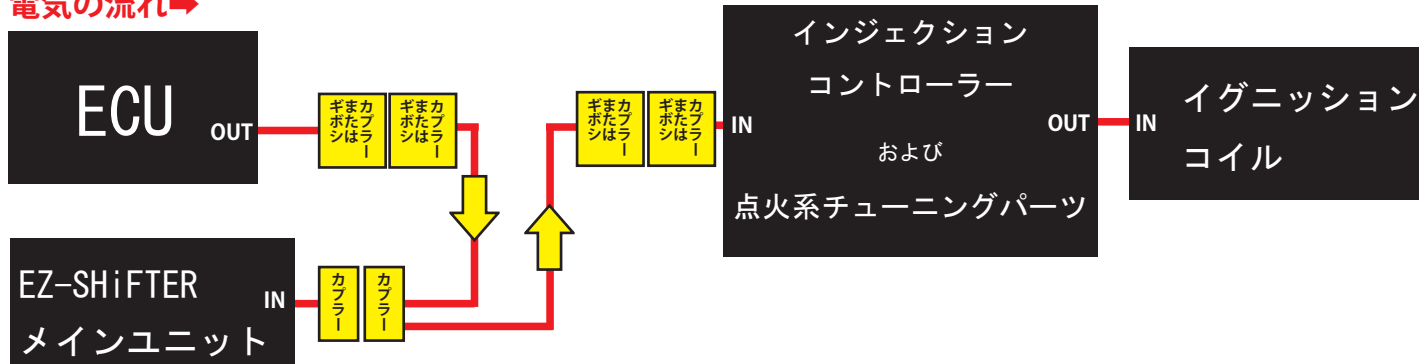 電気の流れ➡
ECU
OUT
カプラー
または
ギボシ
カプラー
または
ギボシ
カプラー
または
ギボシ
カプラー
または
ギボシ
IN
インジェクション
コントローラー
および
点火系チューニングパーツ
OUT
IN
イグニッション
コイル
EZ-SHiFTER
メインユニット
IN
カプラー
カプラー